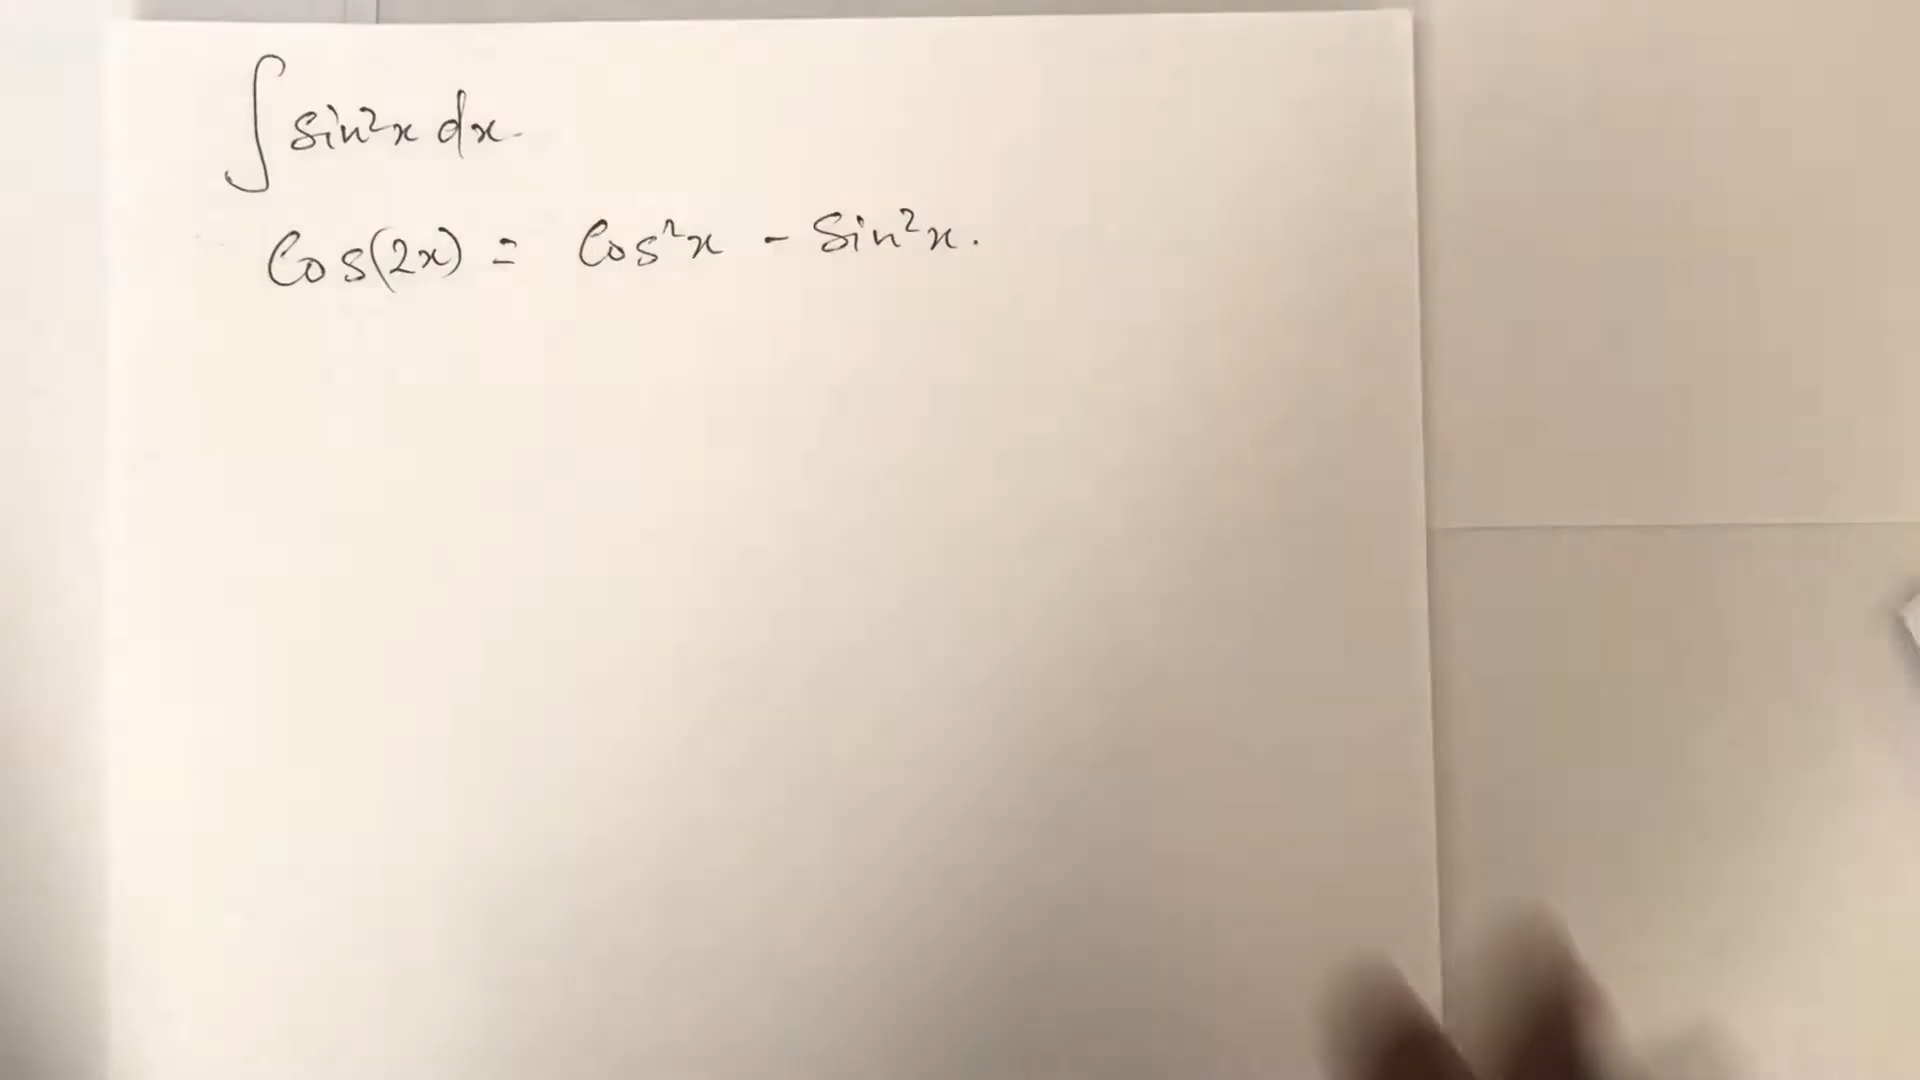 ∫ sin²x dx.
Cos(2x) = Cos²x - Sin²x.